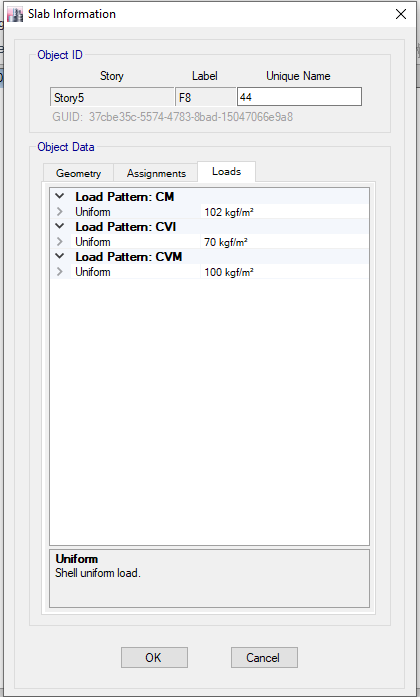 Slab Information
Object ID
Story Label Unique Name
Story5 F8 44
GUID: 37cbe35c-5574-4783-8bad-15047066e9a8
Object Data
Geometry Assignments Loads
Load Pattern: CM
Uniform 102 kgf/m²
Load Pattern: CVI
Uniform 70 kgf/m²
Load Pattern: CVM
Uniform 100 kgf/m²
Uniform
Shell uniform load.
OK Cancel